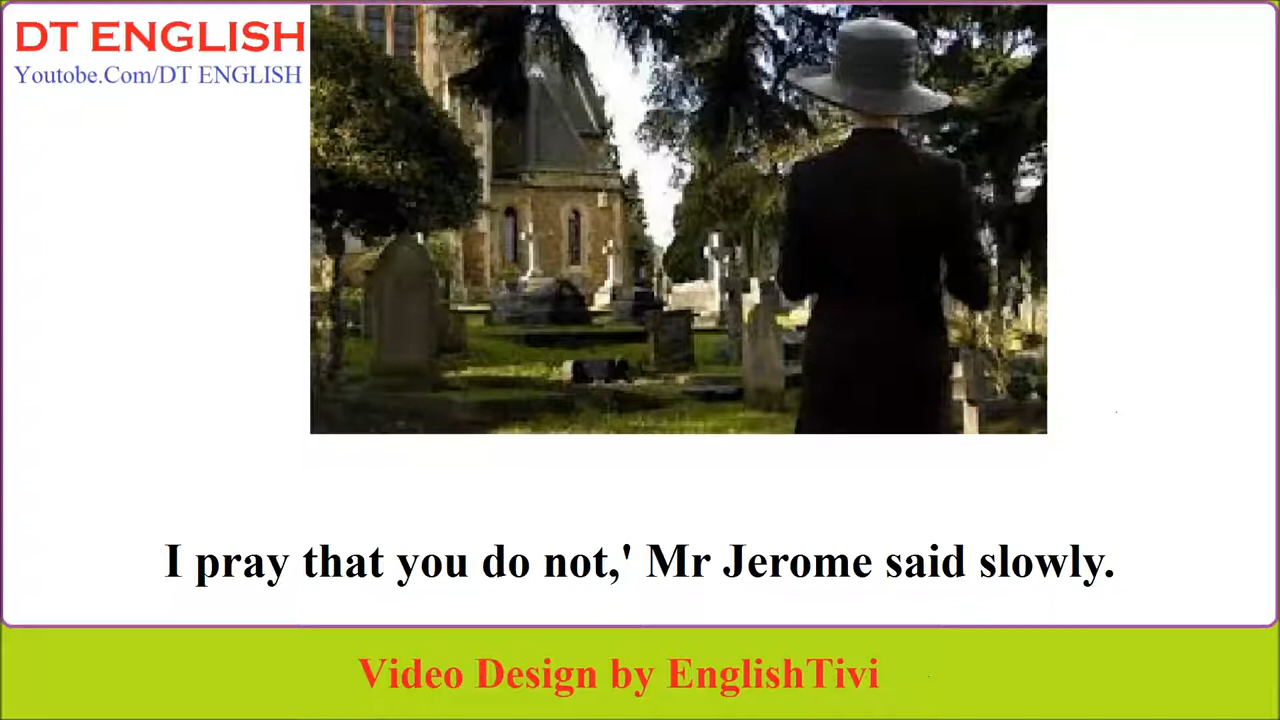 DT ENGLISH
Youtobe.Com/DT ENGLISH
I pray that you do not,' Mr Jerome said slowly.
Video Design by EnglishTivi